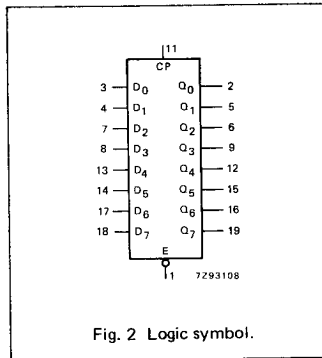 11
CP
3 D0 Q0 2
4 D1 Q1 5
7 D2 Q2 6
8 D3 Q3 9
13 D4 Q4 12
14 D5 Q5 15
17 D6 Q6 16
18 D7 Q7 19
E
1 7Z93108
Fig. 2 Logic symbol.